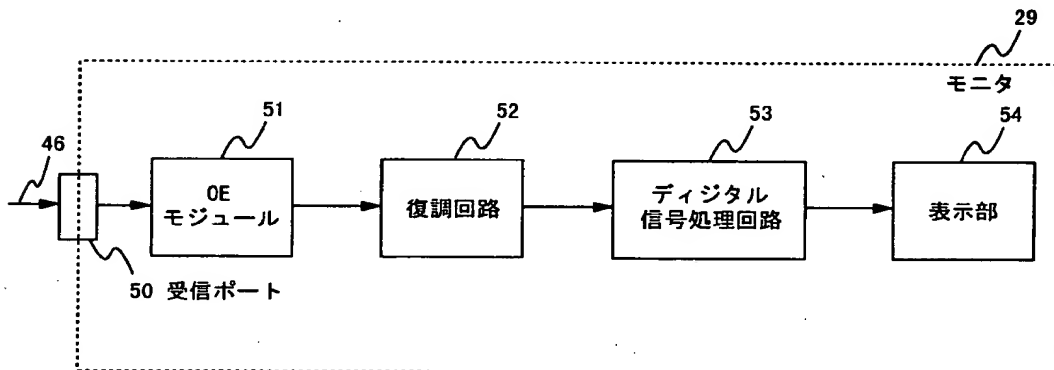 29
モニタ
51
52
53
54
46
OE
モジュール
復調回路
ディジタル
信号処理回路
表示部
50 受信ポート